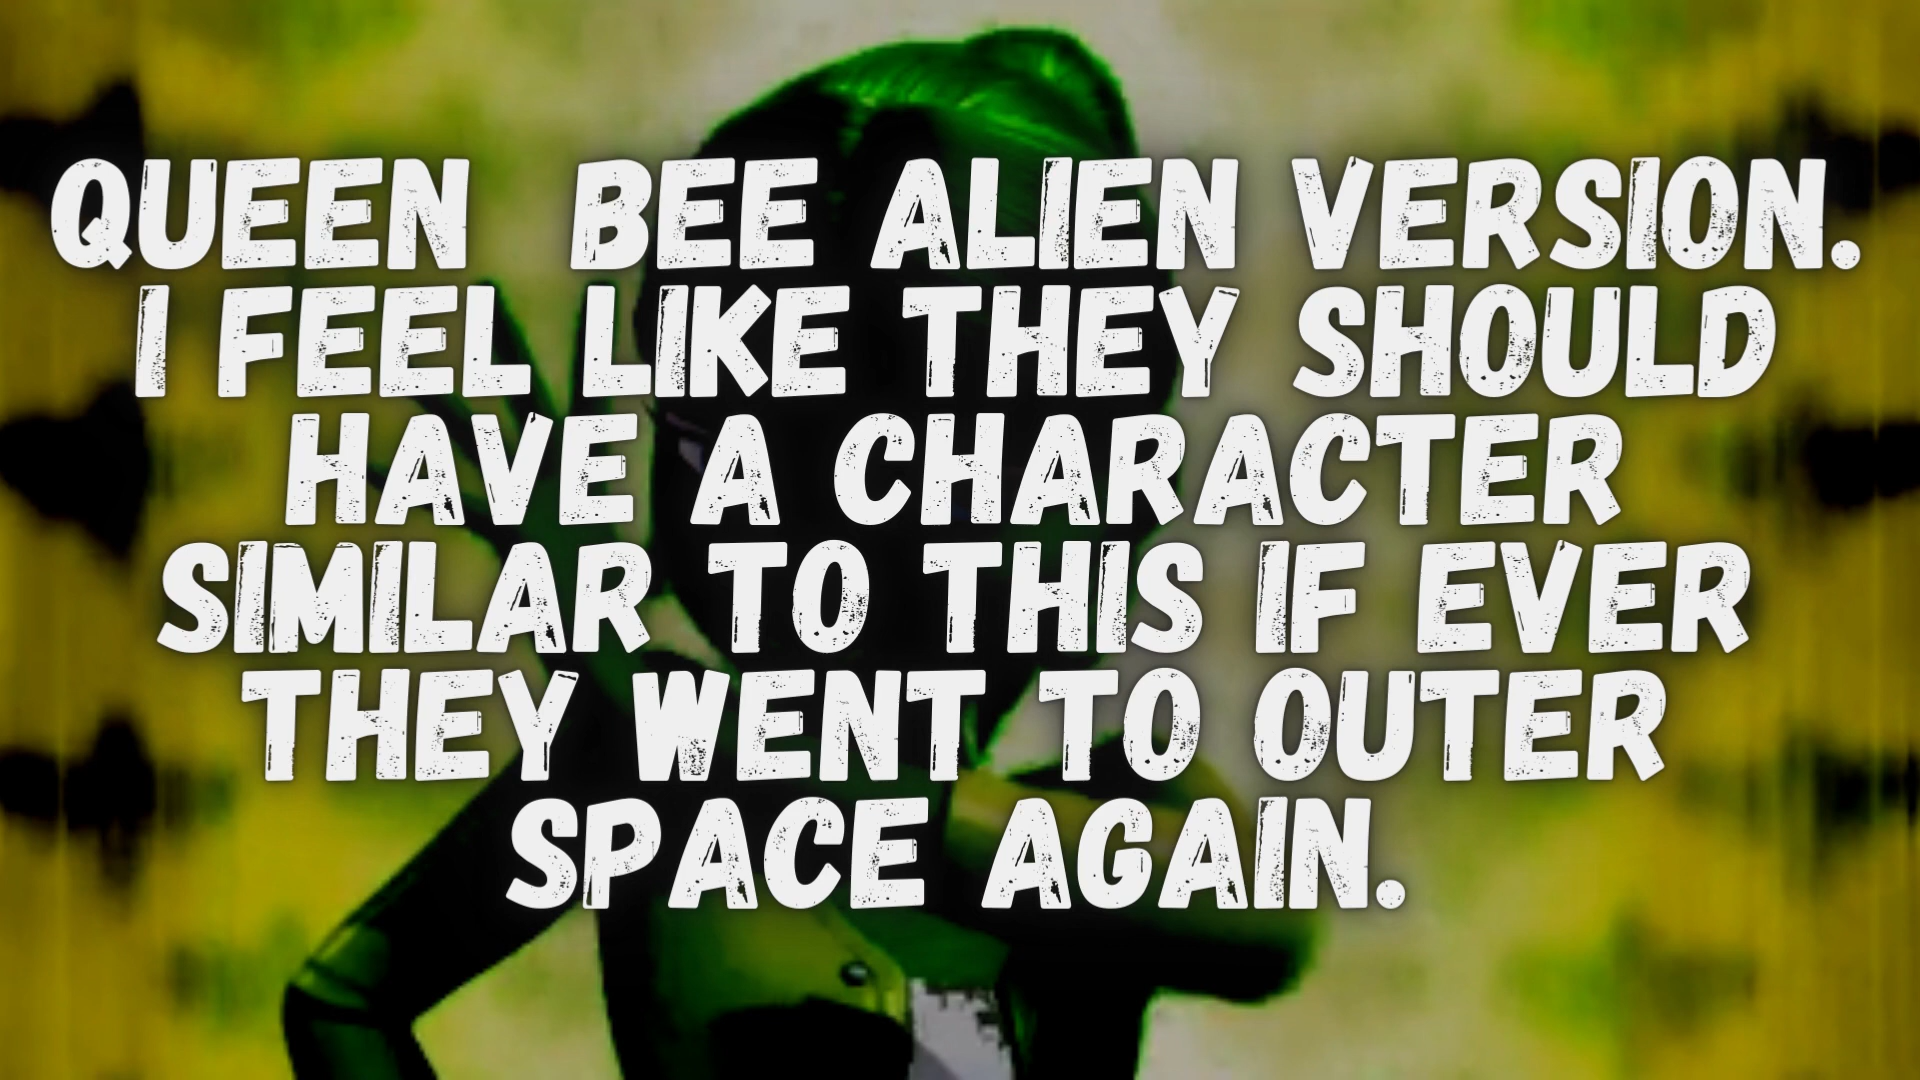 QUEEN BEE ALIEN VERSION.
I FEEL LIKE THEY SHOULD
HAVE A CHARACTER
SIMILAR TO THIS IF EVER
THEY WENT TO OUTER
SPACE AGAIN.